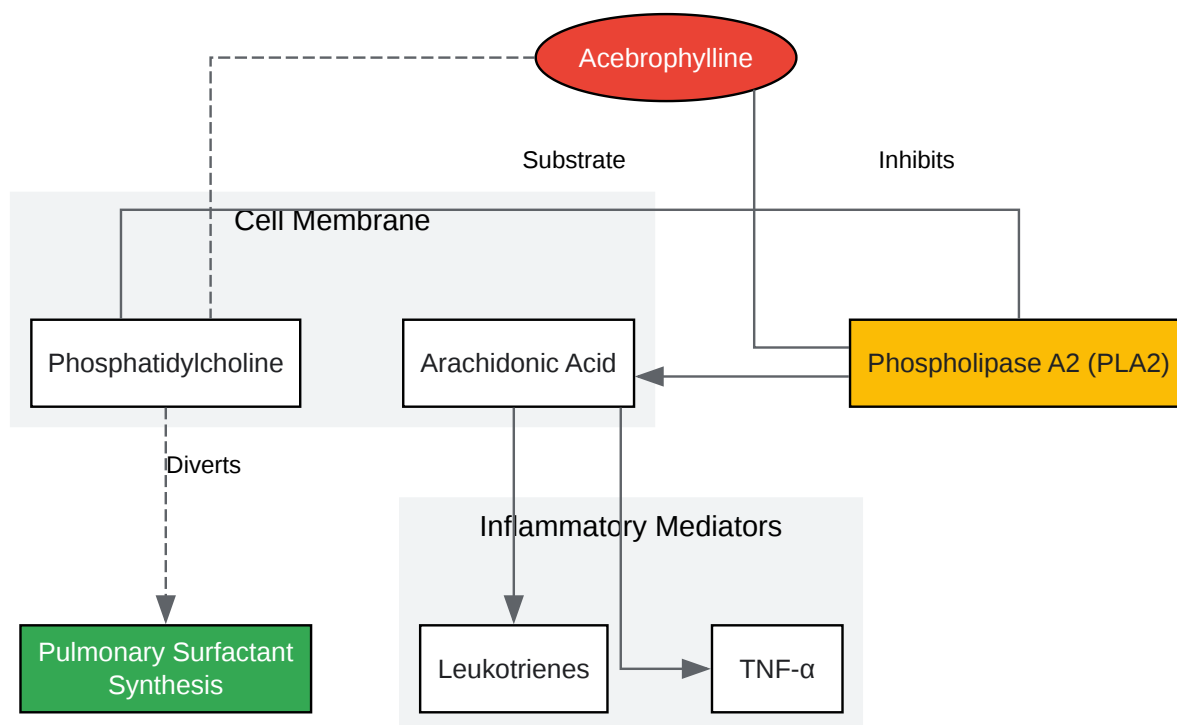 Acebrophylline
Substrate
Inhibits
Cell Membrane
Phosphatidylcholine
Arachidonic Acid
Phospholipase A2 (PLA2)
Diverts
Inflammatory Mediators
Pulmonary Surfactant
Synthesis
Leukotrienes
TNF-α